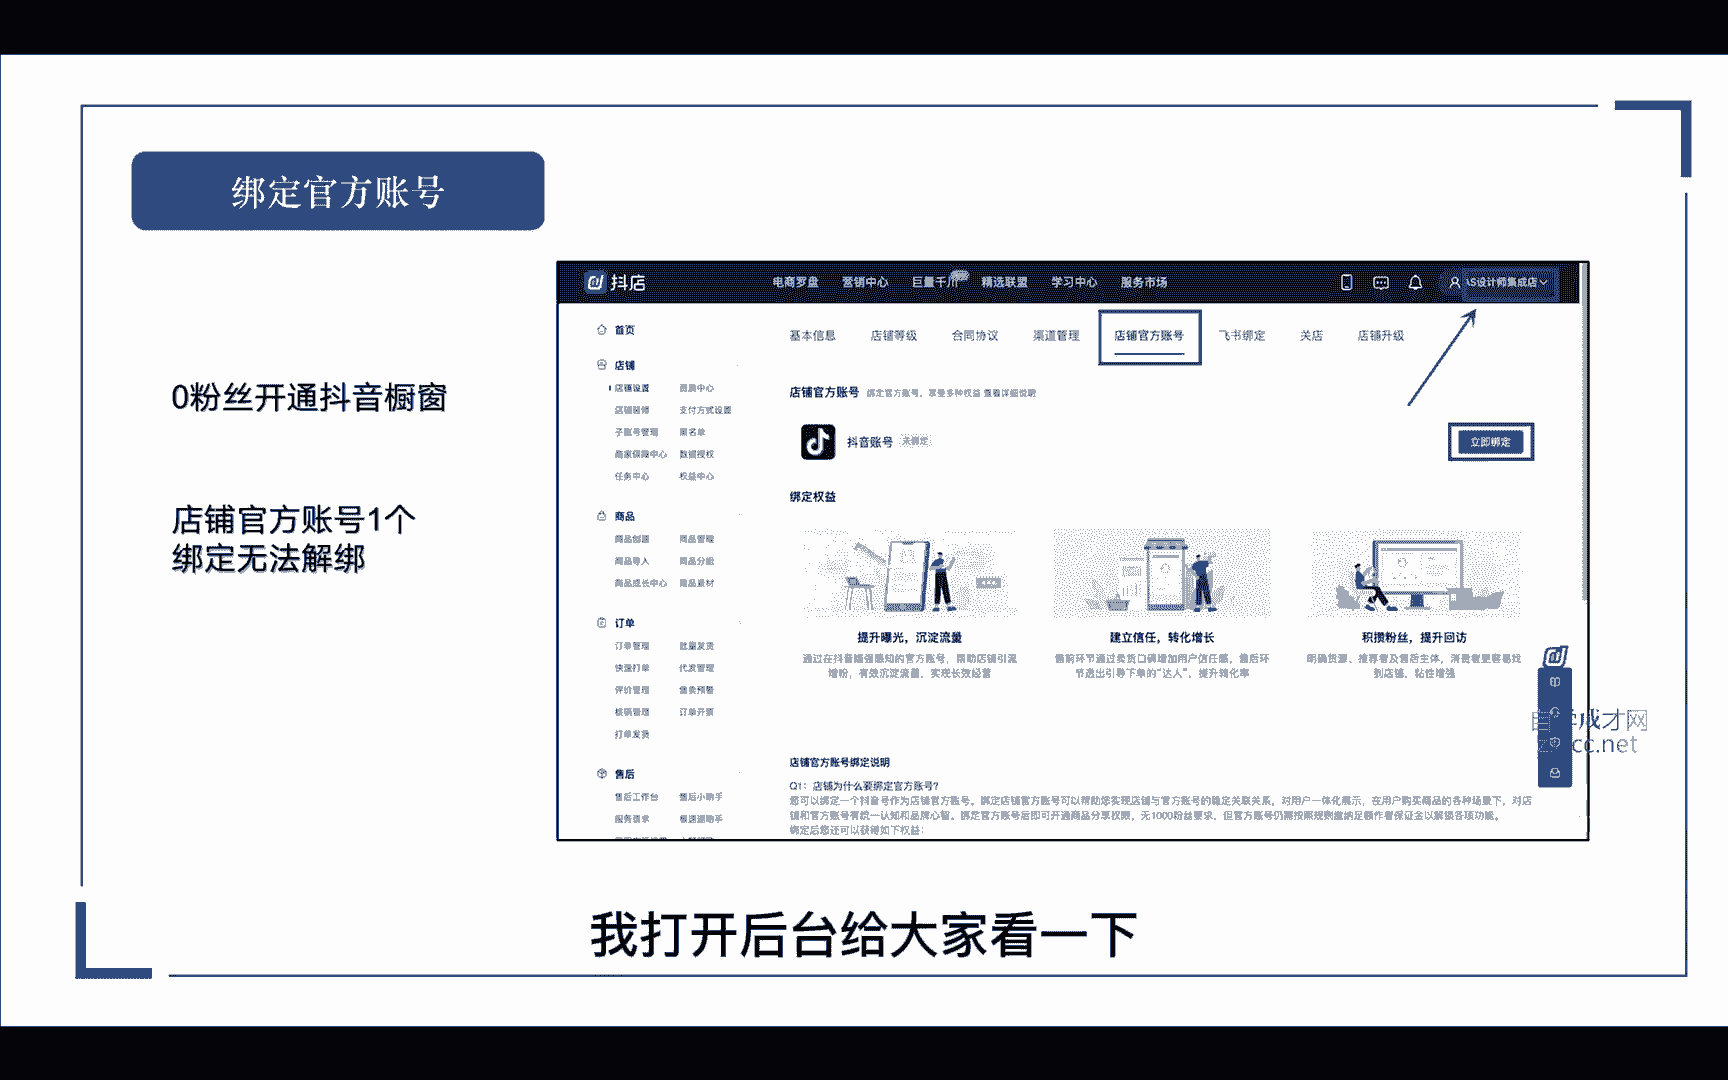 绑定官方账号
0粉丝开通抖音橱窗
店铺官方账号1个
绑定无法解绑
抖店
电商罗盘 营销中心 巨量千川 精选联盟 学习中心 服务市场
AS设计师集成店
首页
店铺
店铺设置 资质中心
店铺装修 支付方式设置
子账号管理 黑名单
商家保障中心 数据授权
任务中心 权益中心
商品
商品创建 商品管理
商品导入 商品分组
商品成长中心 商品素材
订单
订单管理 批量发货
快递打单 代发管理
评价管理 售卖预警
核销管理 订单开票
打单发货
售后
售后工作台 售后小助手
服务请求 极速退助手
基本信息 店铺等级 合同协议 渠道管理 店铺官方账号 飞书绑定 关店 店铺升级
店铺官方账号 绑定官方账号，享受多种权益 查看详细说明
抖音账号 未绑定
立即绑定
绑定权益
提升曝光，沉淀流量
通过在抖音端强感知的官方账号，帮助店铺引流
增粉，有效沉淀流量，实现长效经营
建立信任，转化增长
售前环节通过卖货口碑增加用户信任感，售后环
节选出引导下单的“达人”，提升转化率
积攒粉丝，提升回访
明确货源、推荐者及售后主体，消费者更容易找
到店铺，粘性增强
店铺官方账号绑定说明
Q1：店铺为什么要绑定官方账号？
您可以绑定一个抖音号作为店铺官方账号。绑定店铺官方账号可以帮助您实现店铺与官方账号的稳定关联关系，对用户一体化展示，在用户购买商品的各种场景下，对店
铺和官方账号有统一认知和品牌心智。绑定官方账号后即可开通商品分享权限，无1000粉丝要求，但官方账号仍需按照规则缴纳足额作者保证金以解锁各项功能。
绑定后您还可以获得如下权益：
自学成才网
zxcc.net
我打开后台给大家看一下